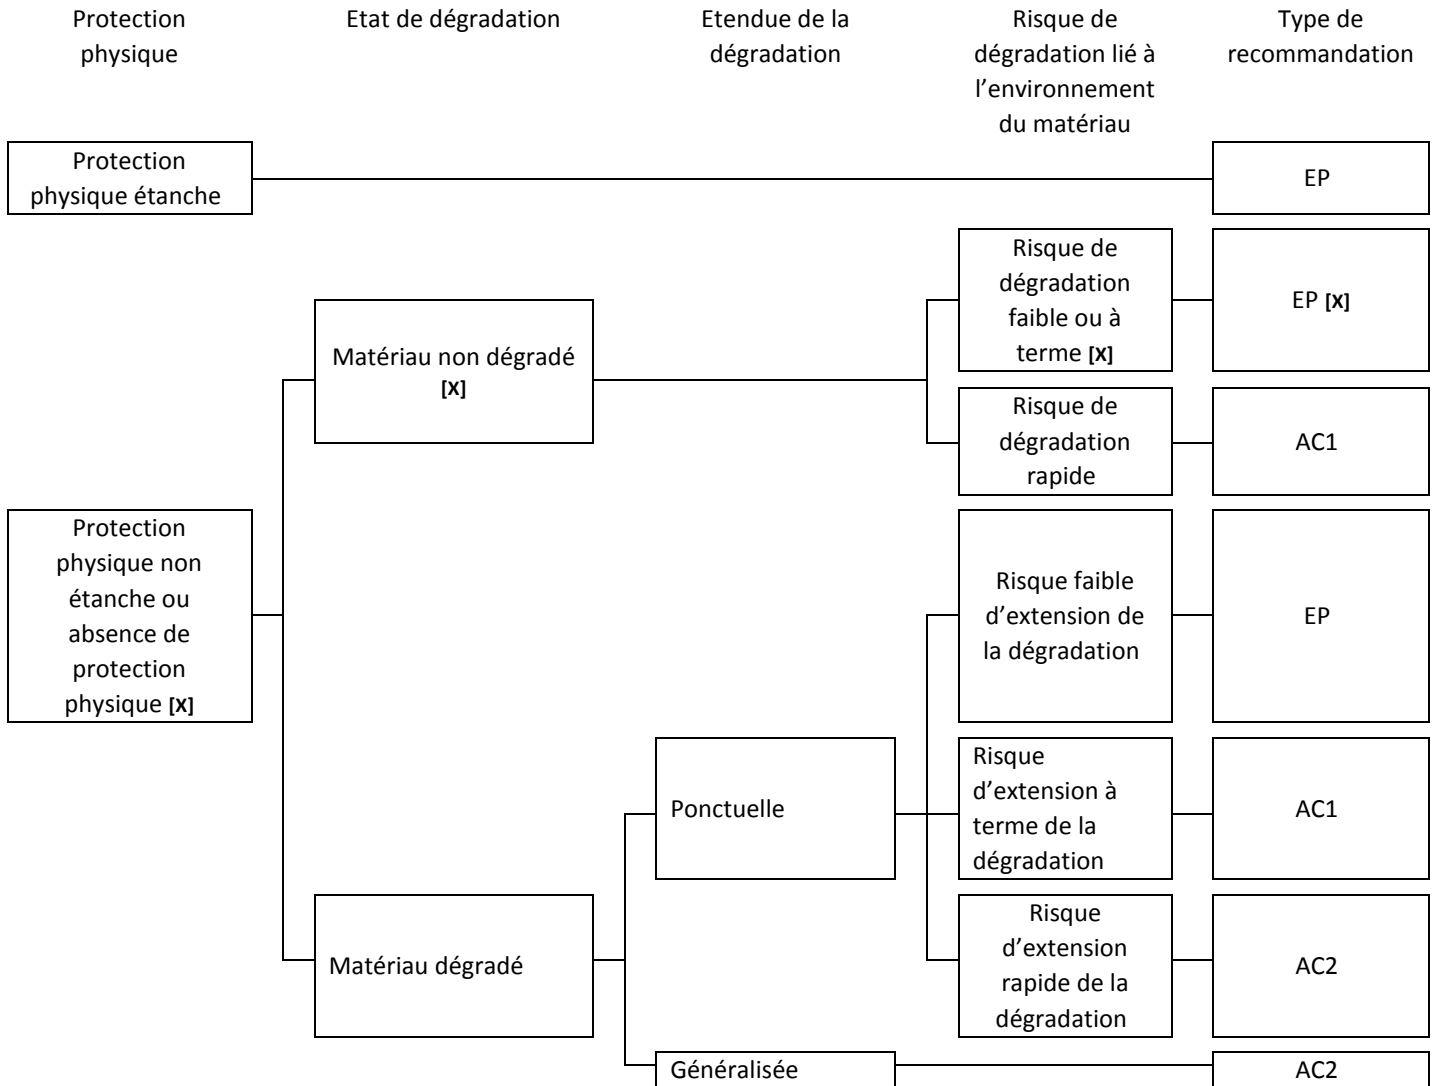 Protection
physique
Etat de dégradation
Etendue de la
dégradation
Risque de
dégradation lié à
l’environnement
du matériau
Type de
recommandation
Protection
physique étanche
EP
Risque de
dégradation
faible ou à
terme [X]
EP [X]
Matériau non dégradé
[X]
Risque de
dégradation
rapide
AC1
Protection
physique non
étanche ou
absence de
protection
physique [X]
Risque faible
d’extension de
la dégradation
EP
Ponctuelle
Risque
d’extension à
terme de la
dégradation
AC1
Matériau dégradé
Risque
d’extension
rapide de la
dégradation
AC2
Généralisée
AC2